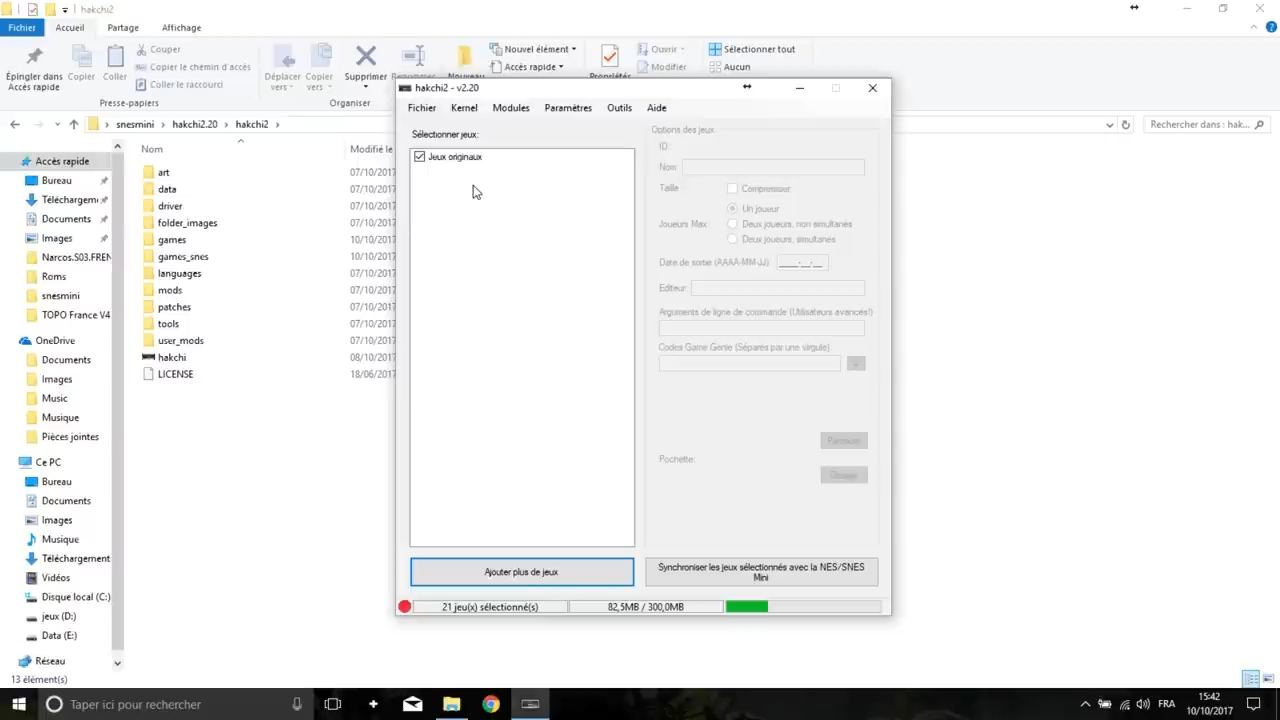 hakchi2
Fichier
Accueil
Partage
Affichage
Épingler dans
Accès rapide
Copier
Coller
Couper
Copier le chemin d'accès
Coller le raccourci
Presse-papiers
Déplacer
vers
Copier
vers
Supprimer
Renommer
Organiser
Nouveau
Nouvel élément
Accès rapide
Propriétés
Ouvrir
Modifier
Sélectionner tout
Aucun
snesmini > hakchi2.20 > hakchi2 >
Rechercher dans : hak...
Accès rapide
Bureau
Téléchargem
Documents
Images
Narcos.S03.FREN
Roms
snesmini
TOPO France V4
OneDrive
Documents
Images
Music
Musique
Pièces jointes
Ce PC
Bureau
Documents
Images
Musique
Téléchargement
Vidéos
Disque local (C:)
jeux (D:)
Data (E:)
Réseau
13 élément(s)
Nom
Modifié le
art 07/10/2017
data 07/10/2017
driver 07/10/2017
folder_images 07/10/2017
games 10/10/2017
games_snes 10/10/2017
languages 07/10/2017
mods 07/10/2017
patches 07/10/2017
tools 07/10/2017
user_mods 07/10/2017
hakchi 08/10/2017
LICENSE 18/06/2017
hakchi2 - v2.20
Fichier Kernel Modules Paramètres Outils Aide
Sélectionner jeux:
Jeux originaux
Options des jeux
ID:
Nom:
Taille
Compresseur
Joueurs Max:
Un joueur
Deux joueurs, non simultanés
Deux joueurs, simultanés
Date de sortie (AAAA-MM-JJ):
Editeur:
Arguments de ligne de commande (Utilisateurs avancés!)
Codes Game Genie (Séparés par une virgule)
Parcourir
Pochette:
Google
Ajouter plus de jeux
Synchroniser les jeux sélectionnés avec la NES/SNES
Mini
21 jeu(x) sélectionné(s)
82,5MB / 300,0MB
Taper ici pour rechercher
FRA
15:42
10/10/2017